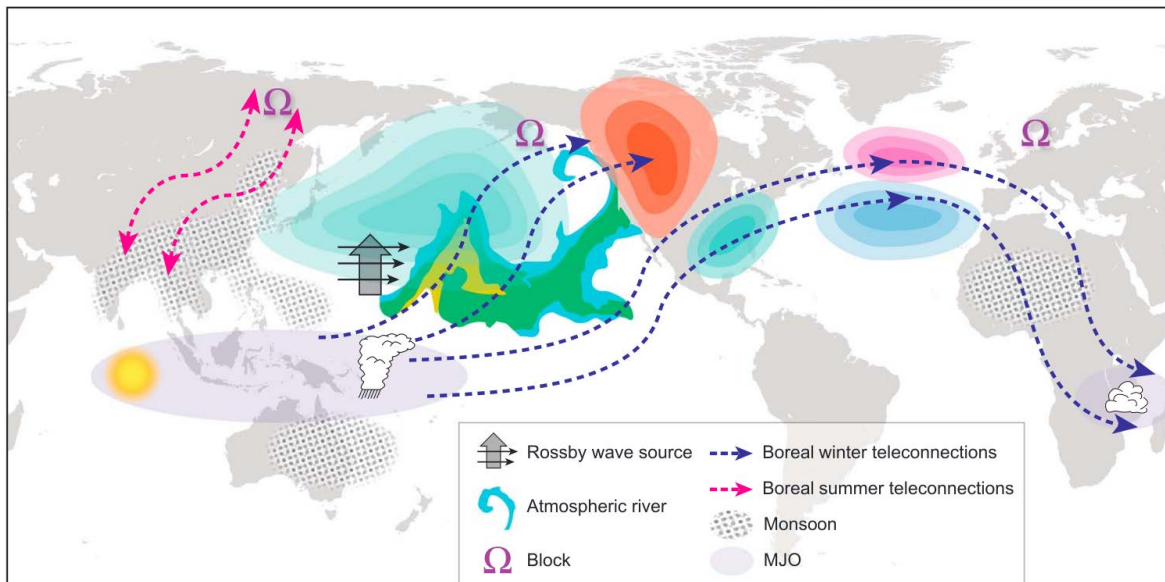 Ω
Ω
Ω
Rossby wave source
Boreal winter teleconnections
Atmospheric river
Boreal summer teleconnections
Monsoon
Ω Block
MJO